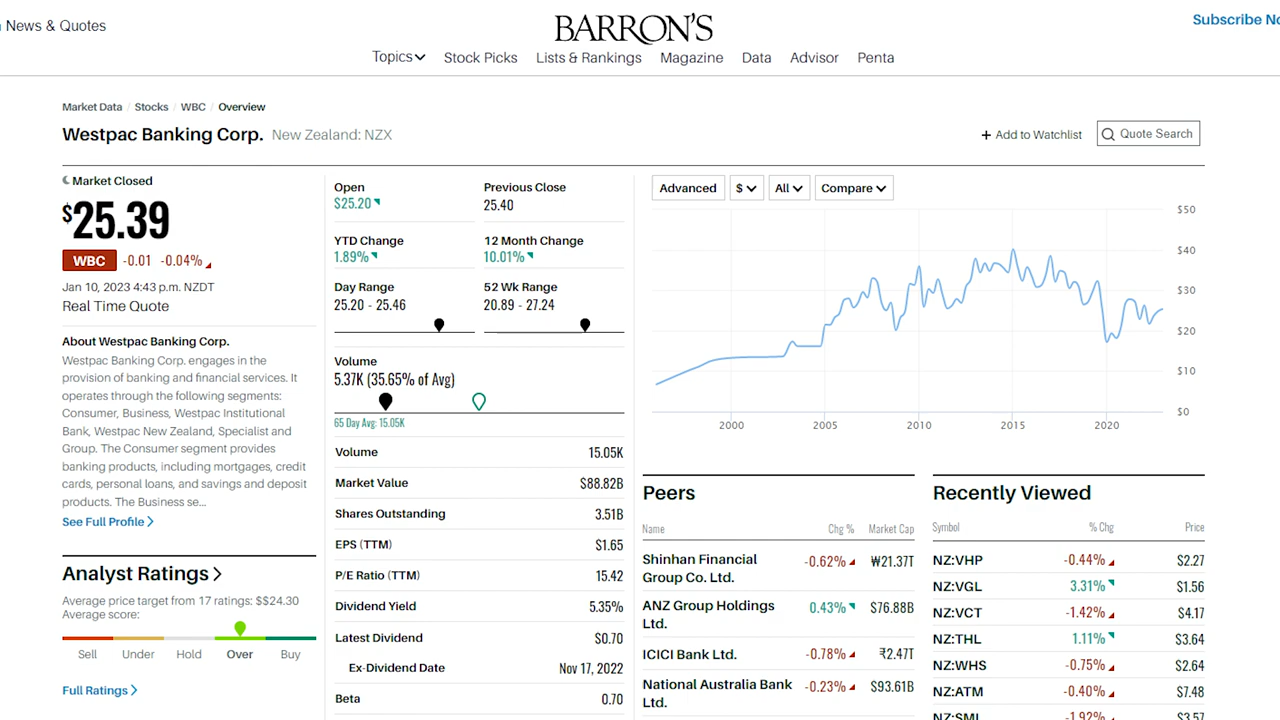 News & Quotes
BARRON'S
Subscribe No
Topics
Stock Picks
Lists & Rankings
Magazine
Data
Advisor
Penta
Market Data / Stocks / WBC / Overview
Westpac Banking Corp. New Zealand: NZX
+ Add to Watchlist
Quote Search
Market Closed
$25.39
WBC -0.01 -0.04%
Jan 10, 2023 4:43 p.m. NZDT
Real Time Quote
About Westpac Banking Corp.
Westpac Banking Corp. engages in the
provision of banking and financial services. It
operates through the following segments:
Consumer, Business, Westpac Institutional
Bank, Westpac New Zealand, Specialist and
Group. The Consumer segment provides
banking products, including mortgages, credit
cards, personal loans, and savings and deposit
products. The Business se...
See Full Profile
Analyst Ratings
Average price target from 17 ratings: $$24.30
Average score:
Sell Under Hold Over Buy
Full Ratings
Open
$25.20
Previous Close
25.40
YTD Change
1.89%
12 Month Change
10.01%
Day Range
25.20 - 25.46
52 Wk Range
20.89 - 27.24
Volume
5.37K (35.65% of Avg)
65 Day Avg: 15.05K
Volume 15.05K
Market Value $88.82B
Shares Outstanding 3.51B
EPS (TTM) $1.65
P/E Ratio (TTM) 15.42
Dividend Yield 5.35%
Latest Dividend $0.70
Ex-Dividend Date Nov 17, 2022
Beta 0.70
Advanced
$
All
Compare
$50
$40
$30
$20
$10
$0
2000 2005 2010 2015 2020
Peers
Name Chg % Market Cap
Shinhan Financial
Group Co. Ltd. -0.62% ₩21.37T
ANZ Group Holdings
Ltd. 0.43% $76.88B
ICICI Bank Ltd. -0.78% ₹2.47T
National Australia Bank
Ltd. -0.23% $93.61B
Recently Viewed
Symbol % Chg Price
NZ:VHP -0.44% $2.27
NZ:VGL 3.31% $1.56
NZ:VCT -1.42% $4.17
NZ:THL 1.11% $3.64
NZ:WHS -0.75% $2.64
NZ:ATM -0.40% $7.48
NZ:SML -1.92% $3.57